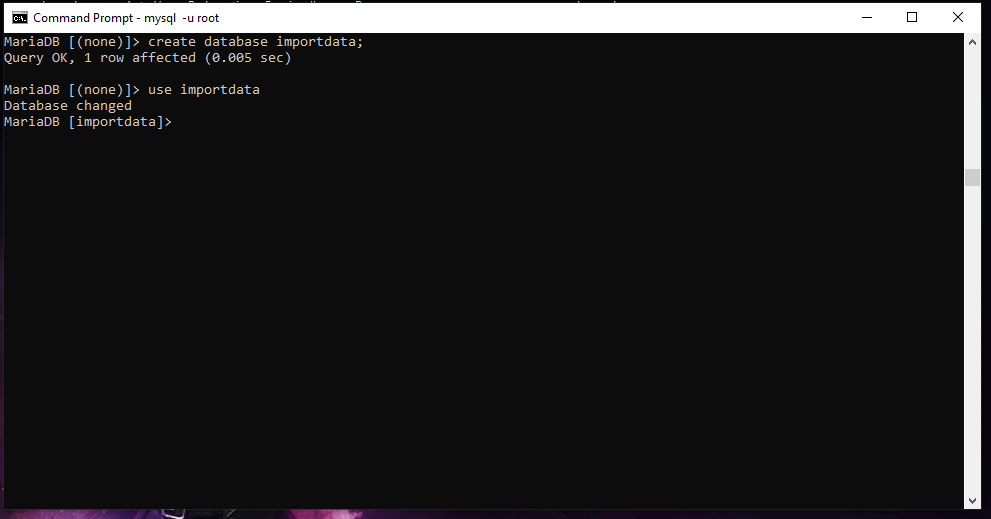 Command Prompt - mysql -u root
MariaDB [(none)]> create database importdata;
Query OK, 1 row affected (0.005 sec)
MariaDB [(none)]> use importdata
Database changed
MariaDB [importdata]>